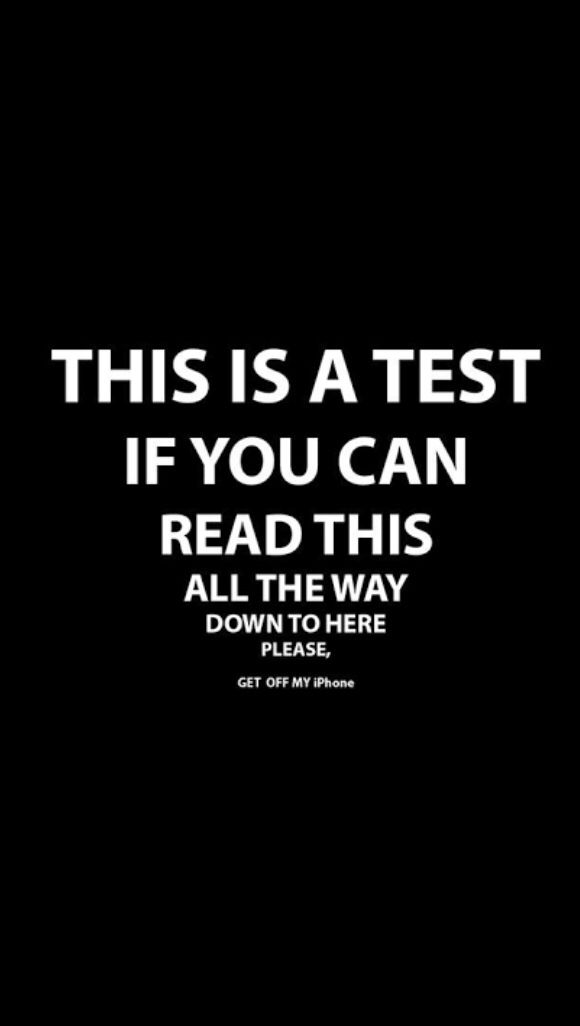 THIS IS A TEST
IF YOU CAN
READ THIS
ALL THE WAY
DOWN TO HERE
PLEASE,
GET OFF MY iPhone